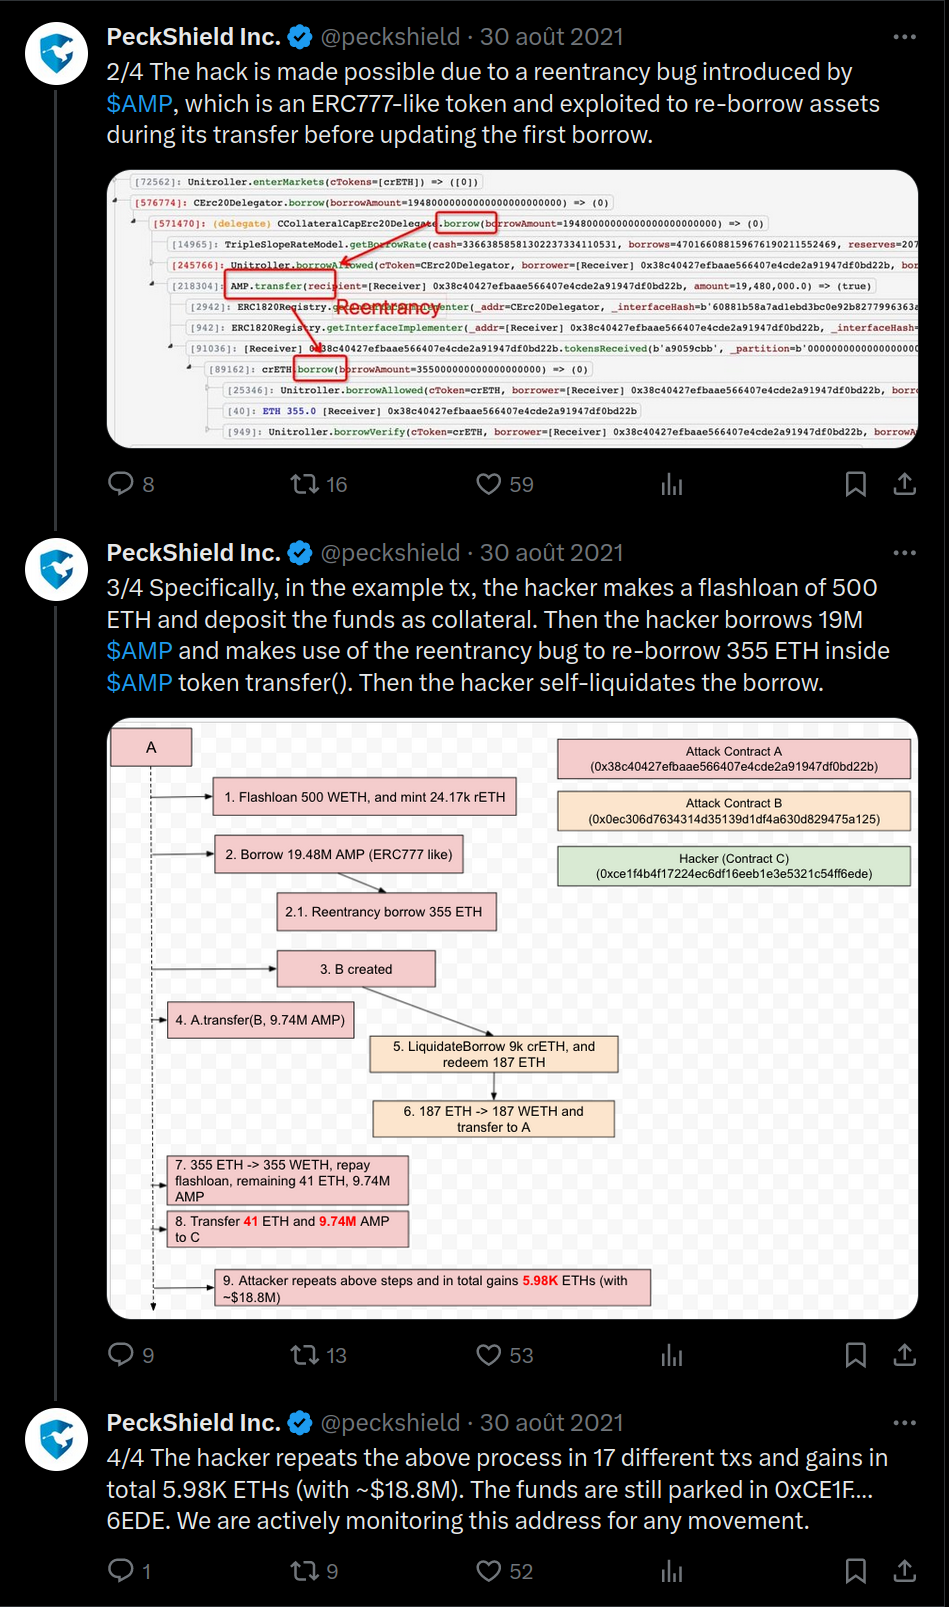 PeckShield Inc. @peckshield · 30 août 2021
2/4 The hack is made possible due to a reentrancy bug introduced by
$AMP, which is an ERC777-like token and exploited to re-borrow assets
during its transfer before updating the first borrow.
[72562]: Unitroller.enterMarkets(cTokens=[crETH]) => ([0])
[576774]: CErc20Delegator.borrow(borrowAmount=19480000000000000000000000) => (0)
[571470]: (delegate) CCollateralCapErc20Delegate.borrow(borrowAmount=19480000000000000000000000) => (0)
[14965]: TripleSlopeRateModel.getBorrowRate(cash=
[245766]: Unitroller.borrowAllowed(cToken=CErc20Delegator, borrower=[Receiver] 0x38c40427efbaae566407e4cde2a91947df0bd22b, bor
[218304]: AMP.transfer(recipient=[Receiver] 0x38c40427efbaae566407e4cde2a91947df0bd22b, amount=19,480,000.0) => (true)
Reentrancy
[2942]: ERC1820Registry. (_addr=CErc20Delegator, _interfaceHash=
[942]: ERC1820Registry.getInterfaceImplementer(_addr=[Receiver] 0x38c40427efbaae566407e4cde2a91947df0bd22b, _interfaceHash=
[91036]: [Receiver] 0x38c40427efbaae566407e4cde2a91947df0bd22b.tokensReceived(b'a9059cbb', _partition=
[89162]: crETH.borrow(borrowAmount=355000000000000000000) => (0)
[25346]: Unitroller.borrowAllowed(cToken=crETH, borrower=[Receiver] 0x38c40427efbaae566407e4cde2a91947df0bd22b, borro
[40]: ETH 355.0 [Receiver] 0x38c40427efbaae566407e4cde2a91947df0bd22b
[949]: Unitroller.borrowVerify(cToken=crETH, borrower=[Receiver] 0x38c40427efbaae566407e4cde2a91947df0bd22b, borrowA
8 16 59
PeckShield Inc. @peckshield · 30 août 2021
3/4 Specifically, in the example tx, the hacker makes a flashloan of 500
ETH and deposit the funds as collateral. Then the hacker borrows 19M
$AMP and makes use of the reentrancy bug to re-borrow 355 ETH inside
$AMP token transfer(). Then the hacker self-liquidates the borrow.
A
Attack Contract A
(0x38c40427efbaae566407e4cde2a91947df0bd22b)
Attack Contract B
(0x0ec306d7634314d35139d1df4a630d829475a125)
Hacker (Contract C)
(0xce1f4b4f17224ec6df16eeb1e3e5321c54ff6ede)
1. Flashloan 500 WETH, and mint 24.17k rETH
2. Borrow 19.48M AMP (ERC777 like)
2.1. Reentrancy borrow 355 ETH
3. B created
4. A.transfer(B, 9.74M AMP)
5. LiquidateBorrow 9k crETH, and
redeem 187 ETH
6. 187 ETH -> 187 WETH and
transfer to A
7. 355 ETH -> 355 WETH, repay
flashloan, remaining 41 ETH, 9.74M
AMP
8. Transfer 41 ETH and 9.74M AMP
to C
9. Attacker repeats above steps and in total gains 5.98K ETHs (with
~$18.8M)
9 13 53
PeckShield Inc. @peckshield · 30 août 2021
4/4 The hacker repeats the above process in 17 different txs and gains in
total 5.98K ETHs (with ~$18.8M). The funds are still parked in 0xCE1F....
6EDE. We are actively monitoring this address for any movement.
1 9 52